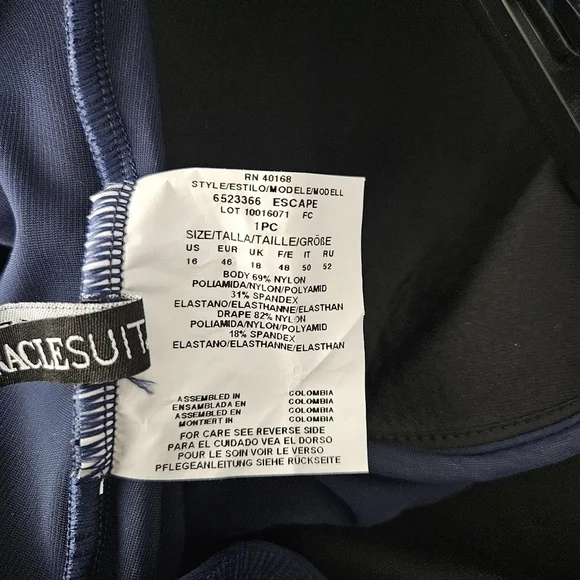 RN 40168
STYLE/ESTILO/MODELE/MODELL
6523366 ESCAPE
LOT 10016071 FC
1PC
SIZE/TALLA/TAILLE/GRÖßE
US EUR UK F/E IT RU
16 46 18 48 50 52
BODY 69% NYLON
POLIAMIDA/NYLON/POLYAMID
31% SPANDEX
ELASTANO/ELASTHANNE/ELASTHAN
DRAPE 82% NYLON
POLIAMIDA/NYLON/POLYAMID
18% SPANDEX
ELASTANO/ELASTHANNE/ELASTHAN
ASSEMBLED IN COLOMBIA
ENSAMBLADA EN COLOMBIA
ASSEMBLED EN COLOMBIA
MONTIERT IN COLOMBIA
FOR CARE SEE REVERSE SIDE
PARA EL CUIDADO VEA EL DORSO
POUR LE SOIN VOIR LE VERSO
PFLEGEANLEITUNG SIEHE RÜCKSEITE
RACLESUIT